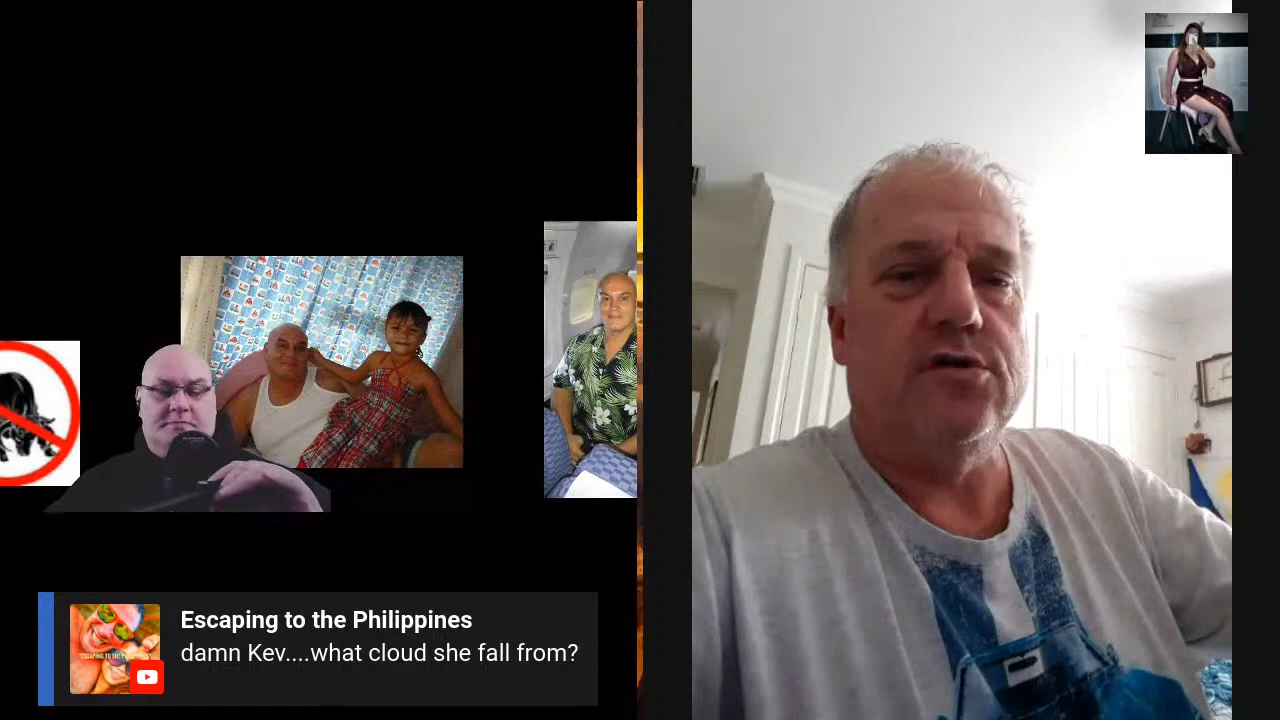 Escaping to the Philippines
damn Kev....what cloud she fall from?